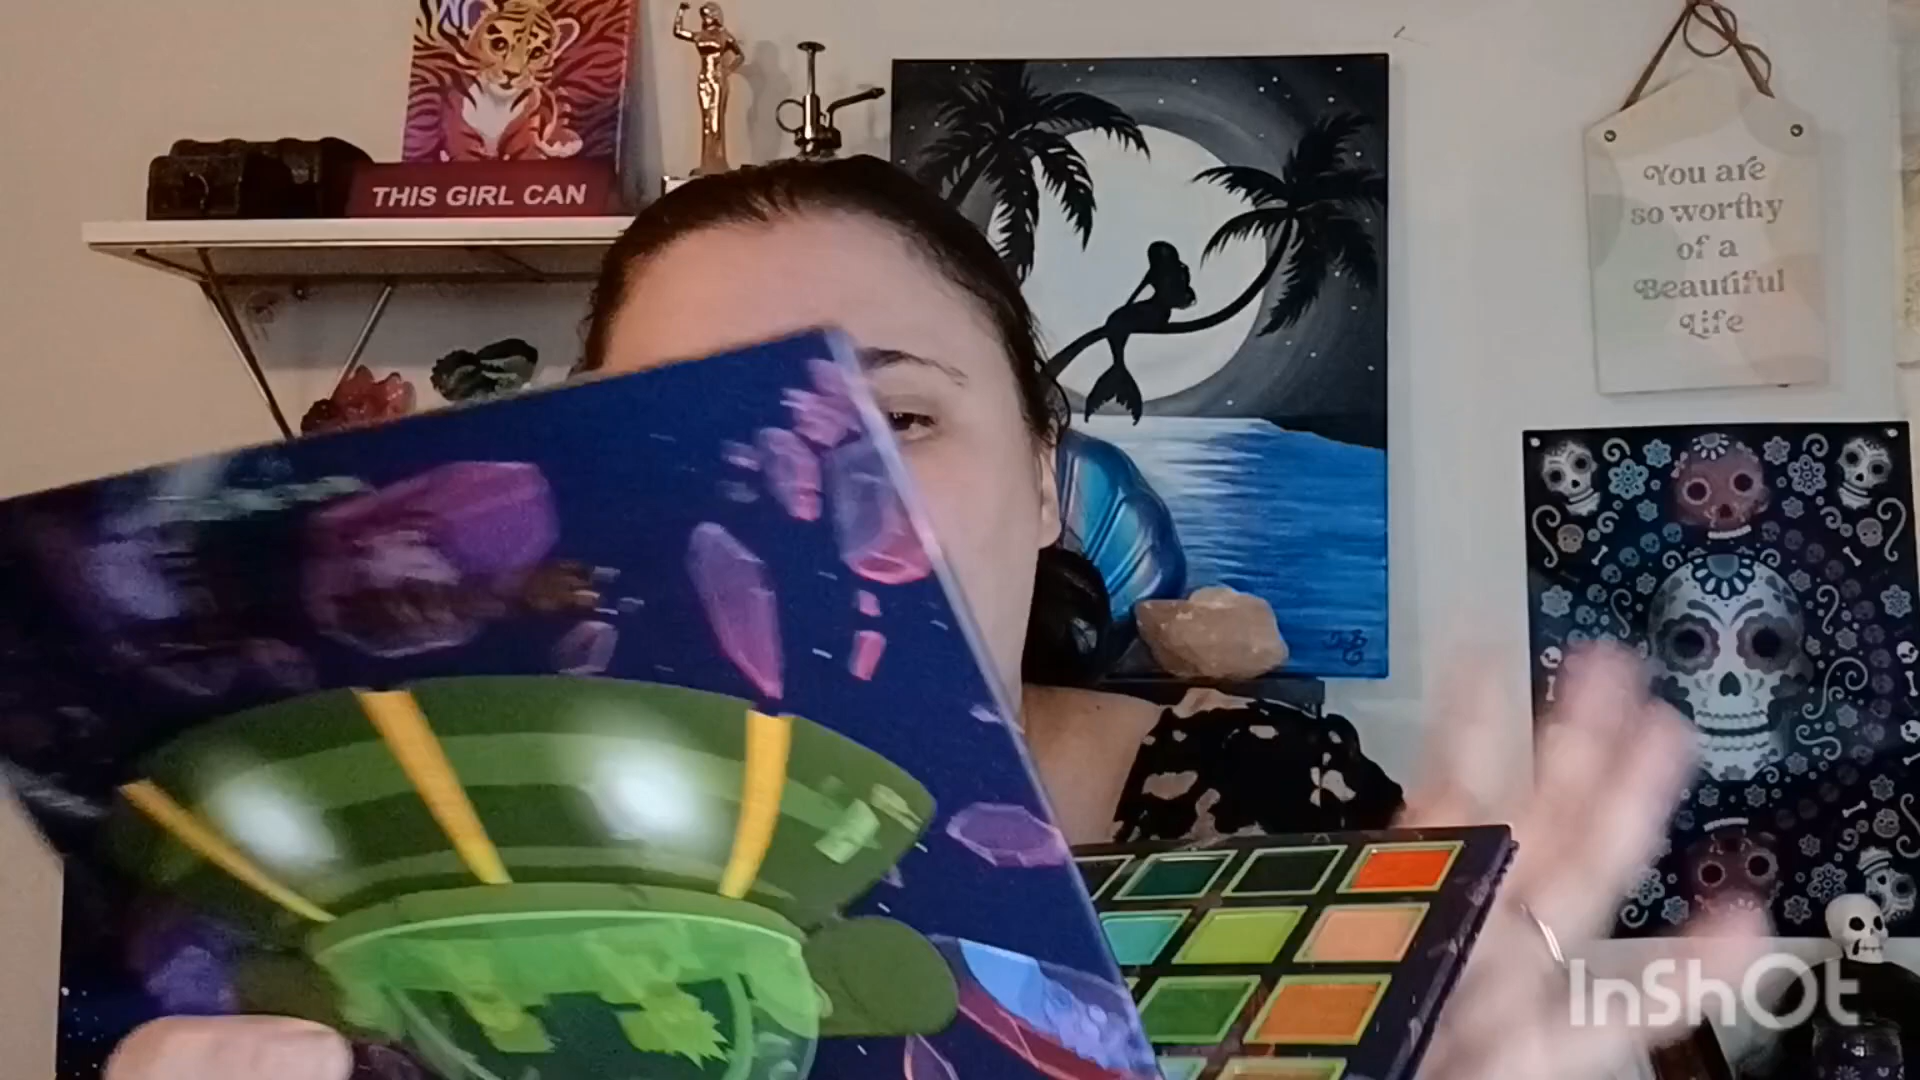 THIS GIRL CAN
You are
so worthy
of a
Beautiful
Life
InShOt